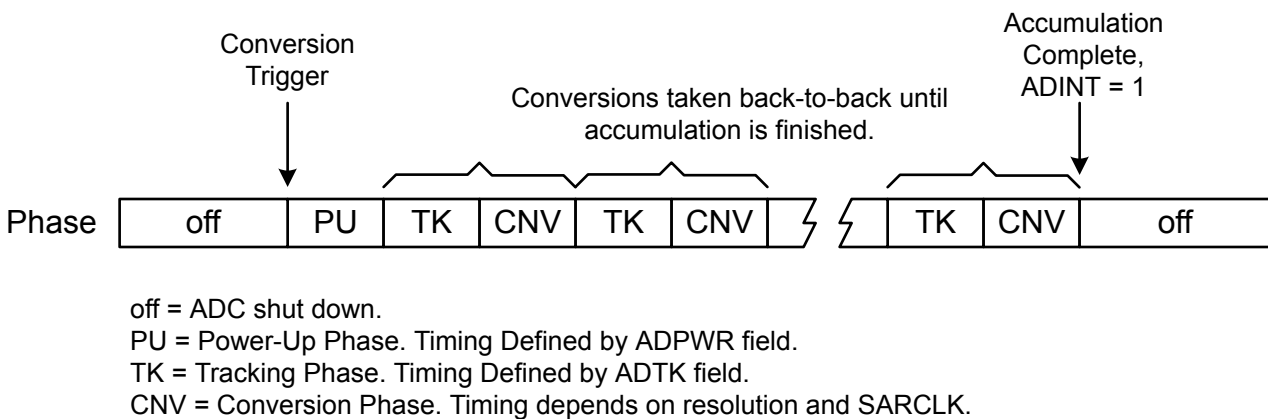 Conversion
Trigger
Accumulation
Complete,
ADINT = 1
Conversions taken back-to-back until
accumulation is finished.
Phase off PU TK CNV TK CNV TK CNV off
off = ADC shut down.
PU = Power-Up Phase. Timing Defined by ADPWR field.
TK = Tracking Phase. Timing Defined by ADTK field.
CNV = Conversion Phase. Timing depends on resolution and SARCLK.